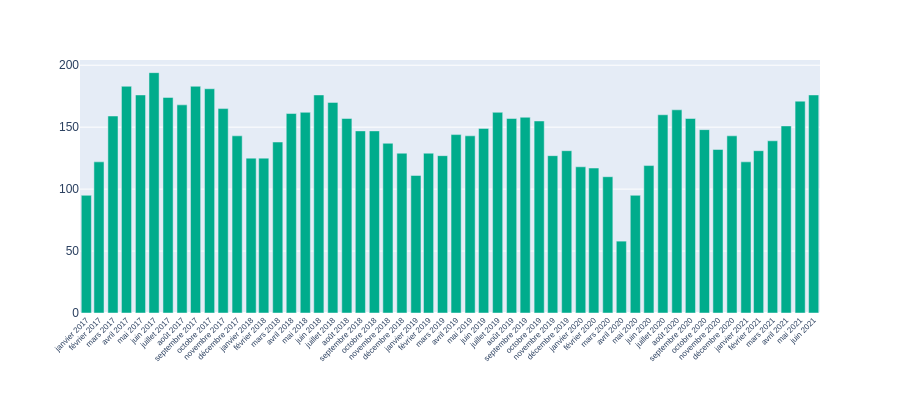 200
150
100
50
0
janvier 2017
février 2017
mars 2017
avril 2017
mai 2017
juin 2017
juillet 2017
août 2017
septembre 2017
octobre 2017
novembre 2017
décembre 2017
janvier 2018
février 2018
mars 2018
avril 2018
mai 2018
juin 2018
juillet 2018
août 2018
septembre 2018
octobre 2018
novembre 2018
décembre 2018
janvier 2019
février 2019
mars 2019
avril 2019
mai 2019
juin 2019
juillet 2019
août 2019
septembre 2019
octobre 2019
novembre 2019
décembre 2019
janvier 2020
février 2020
mars 2020
avril 2020
mai 2020
juin 2020
juillet 2020
août 2020
septembre 2020
octobre 2020
novembre 2020
décembre 2020
janvier 2021
février 2021
mars 2021
avril 2021
mai 2021
juin 2021